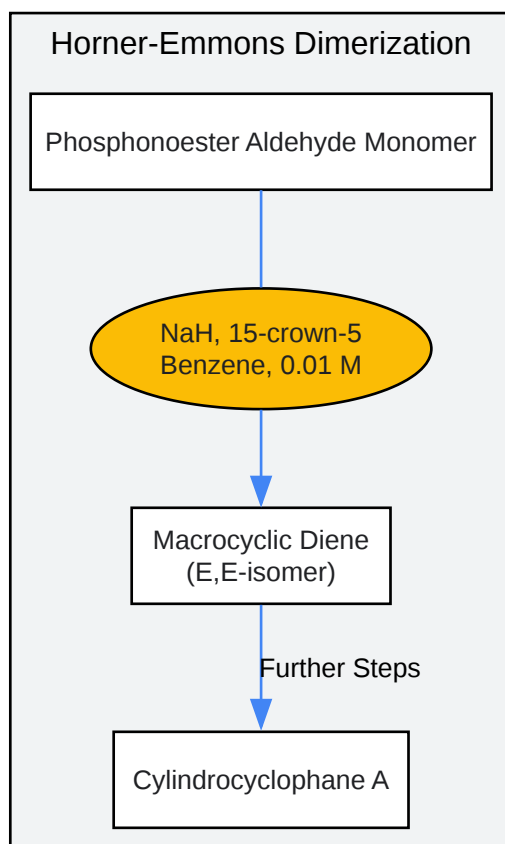 Horner-Emmons Dimerization
Phosphonoester Aldehyde Monomer
NaH, 15-crown-5
Benzene, 0.01 M
Macrocyclic Diene
(E,E-isomer)
Further Steps
Cylindrocyclophane A